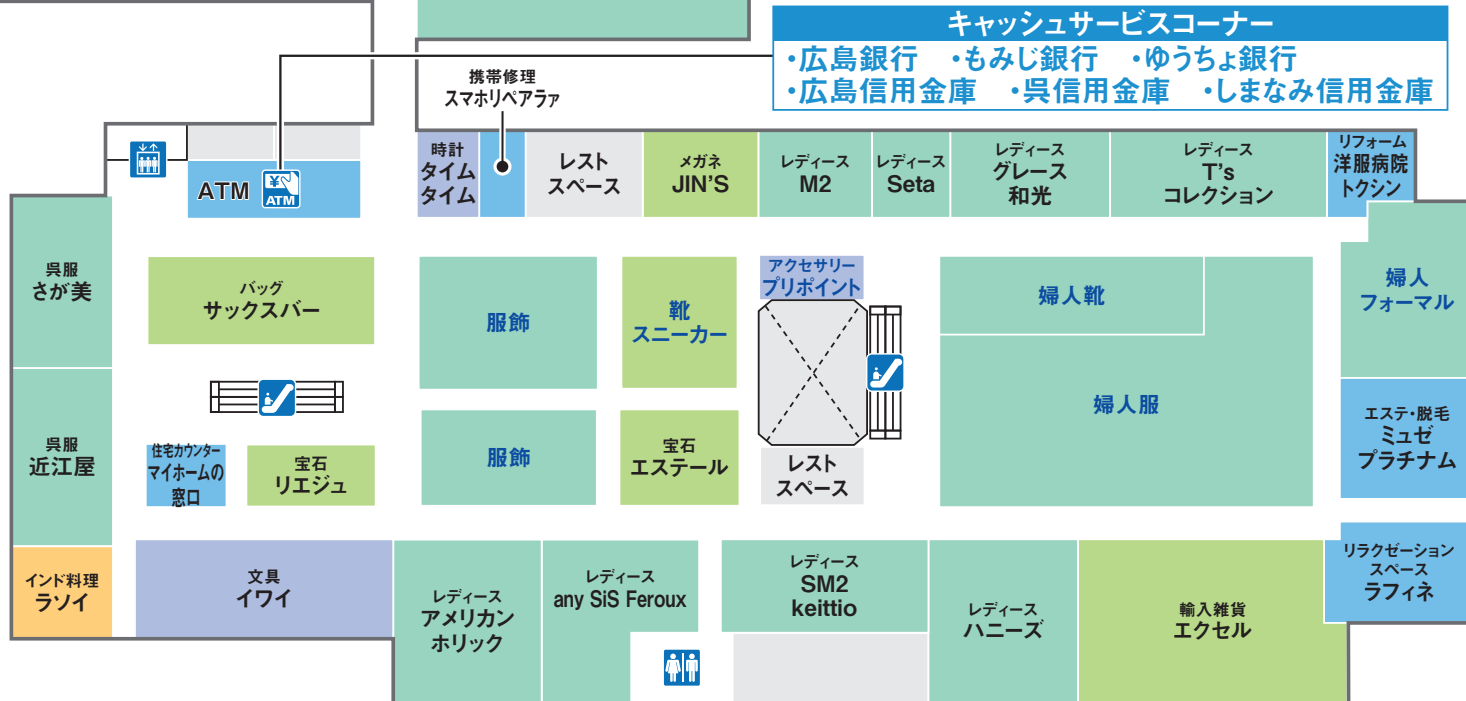 キャッシュサービスコーナー
・広島銀行 ・もみじ銀行 ・ゆうちょ銀行
・広島信用金庫 ・呉信用金庫 ・しまなみ信用金庫
携帯修理
スマホリペアラァ
ATM
¥
ATM
時計
タイム
タイム
レスト
スペース
メガネ
JIN'S
レディース
M2
レディース
Seta
レディース
グレース
和光
レディース
T's
コレクション
リフォーム
洋服病院
トクシン
呉服
さが美
バッグ
サックスバー
服飾
靴
スニーカー
アクセサリー
プリポイント
婦人靴
婦人
フォーマル
呉服
近江屋
住宅カウンター
マイホームの
窓口
宝石
リエジュ
服飾
宝石
エステール
レスト
スペース
婦人服
エステ・脱毛
ミュゼ
プラチナム
インド料理
ラソイ
文具
イワイ
レディース
アメリカン
ホリック
レディース
any SiS Feroux
レディース
SM2
keittio
レディース
ハニーズ
輸入雑貨
エクセル
リラクゼーション
スペース
ラフィネ